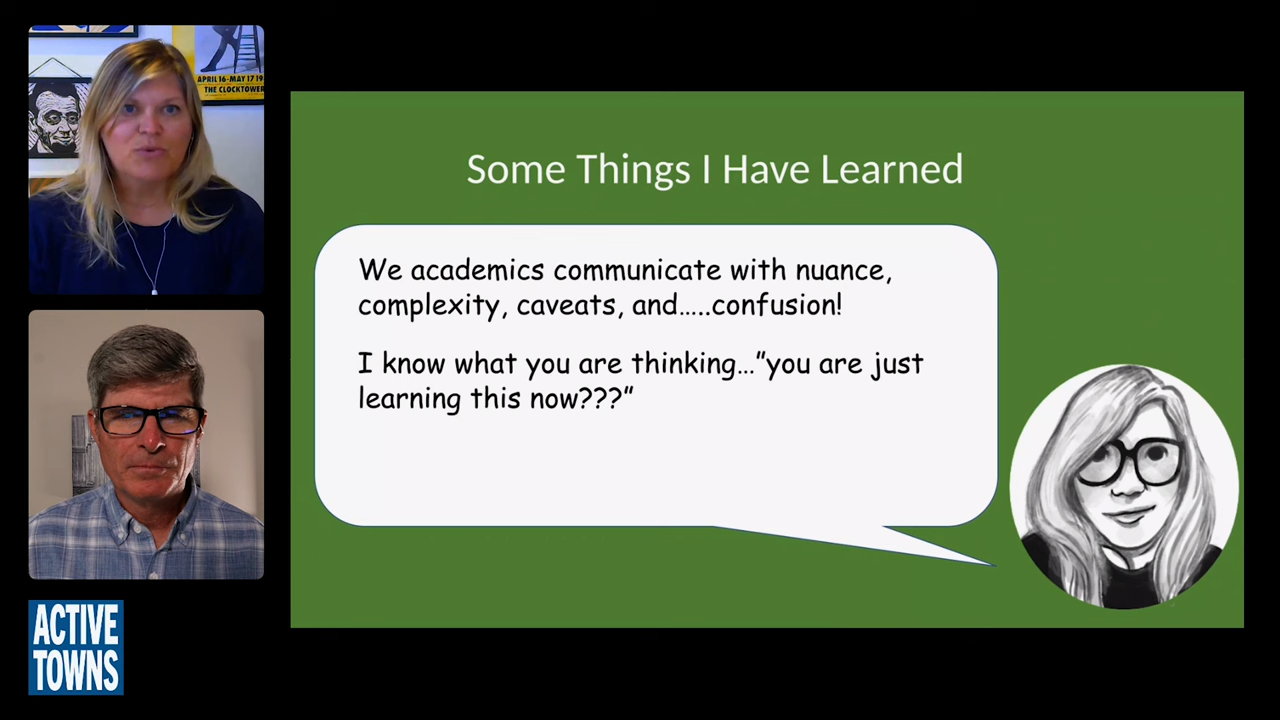 APRIL 16-MAY 17 19
THE CLOCKTOWER
Some Things I Have Learned
We academics communicate with nuance,
complexity, caveats, and.....confusion!
I know what you are thinking…"you are just
learning this now???"
ACTIVE
TOWNS